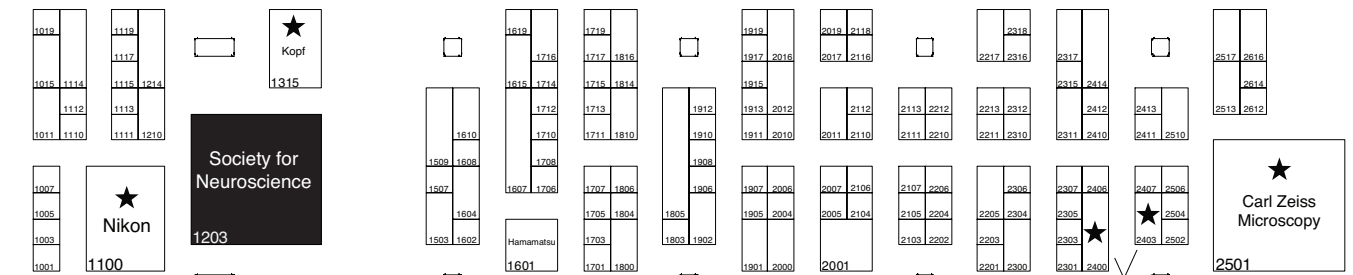 1019 1119 1619 1719 1919 2019 2118 2318
Kopf
1117 1716 1717 1816 1917 2016 2017 2116 2217 2316 2317 2517 2616
1015 1114 1115 1214 1315 1615 1714 1715 1814 1915 2315 2414 2614
1112 1113 1712 1713 1912 1913 2012 2112 2113 2212 2213 2312 2412 2413 2513 2612
1011 1110 1111 1210 1610 1710 1711 1810 1910 1911 2010 2011 2110 2111 2210 2211 2310 2311 2410 2411 2510
Society for
Neuroscience
1509 1608 1708 1908
1007 1507 1607 1706 1707 1806 1906 1907 2006 2007 2106 2107 2206 2306 2307 2406 2407 2506
Carl Zeiss
Microscopy
1005 1604 1705 1804 1805 1905 2004 2005 2104 2105 2204 2205 2304 2305 2504
Nikon
1003 1203 1503 1602 Hamamatsu 1703 1803 1902 2103 2202 2203 2303 2403 2502
1001 1100 1601 1701 1800 1901 2000 2001 2201 2300 2301 2400 2501